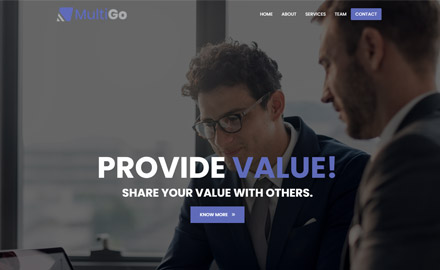 MultiGo
HOME ABOUT SERVICES TEAM CONTACT
PROVIDE VALUE!
SHARE YOUR VALUE WITH OTHERS.
KNOW MORE »